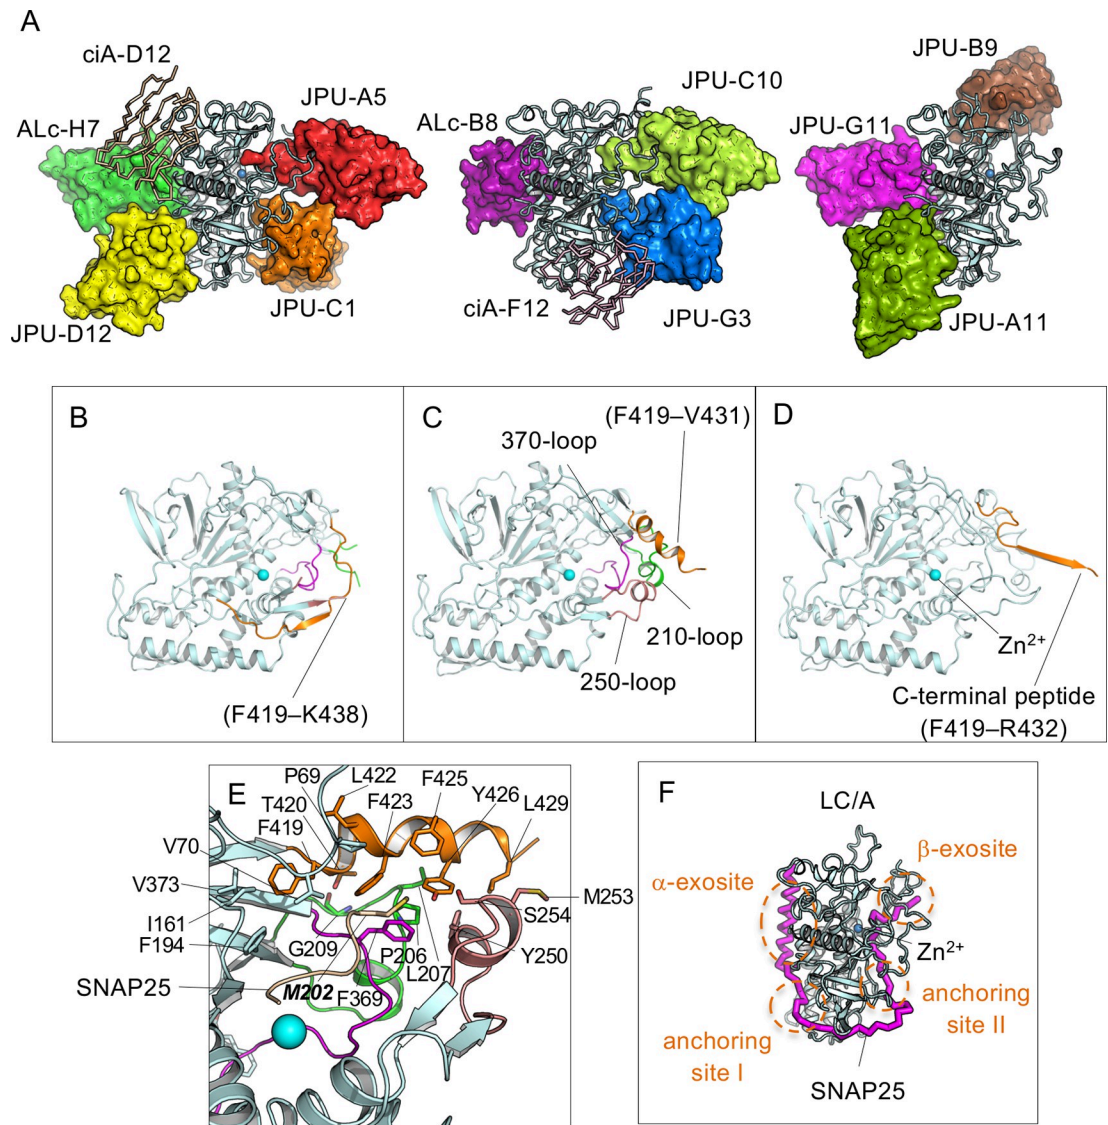 A
ciA-D12
ALc-H7
JPU-A5
JPU-D12
JPU-C1
ALc-B8
JPU-C10
ciA-F12
JPU-G3
JPU-B9
JPU-G11
JPU-A11
B
(F419–K438)
C
370-loop
(F419–V431)
210-loop
250-loop
D
Zn²⁺
C-terminal peptide
(F419–R432)
E
P69
L422
F425
T420
F423
Y426
L429
F419
V70
V373
I161
F194
M253
S254
Y250
G209
P206
L207
SNAP25
M202
F369
F
LC/A
α-exosite
β-exosite
Zn²⁺
anchoring
site I
anchoring
site II
SNAP25